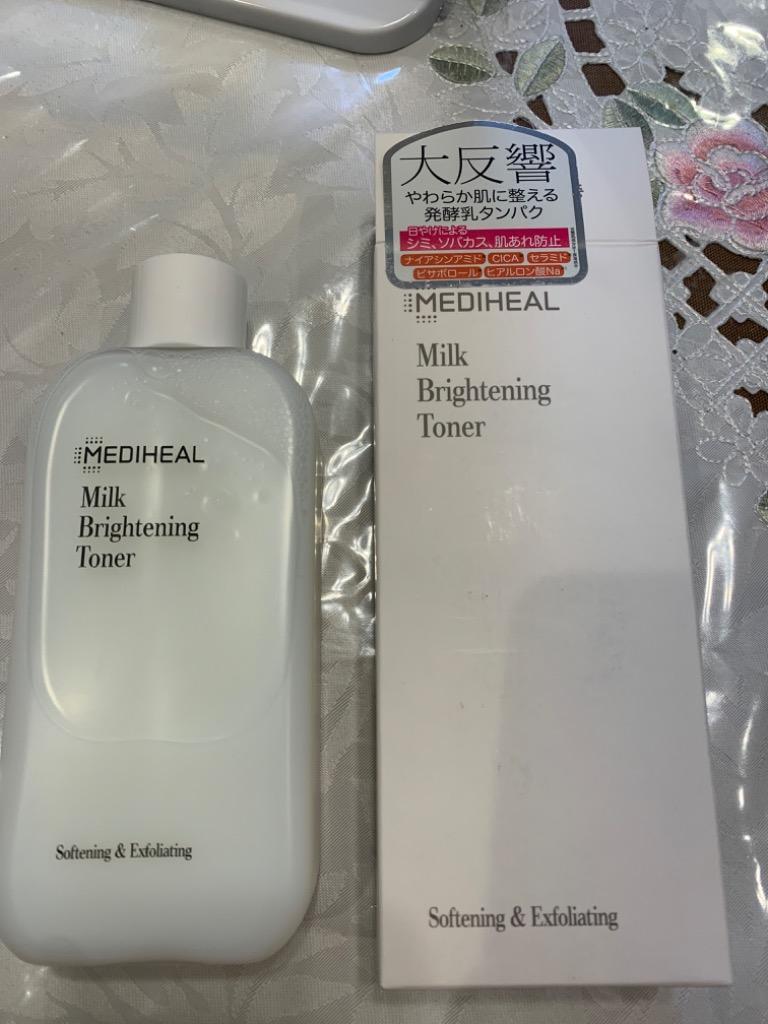 MEDIHEAL
Milk
Brightening
Toner
Softening & Exfoliating
大反響
やわらか肌に整える
発酵乳タンパク
日やけによる
シミ、ソバカス、肌あれ防止
ナイアシンアミド CICA セラミド
ビサボロール ヒアルロン酸Na
MEDIHEAL
Milk
Brightening
Toner
Softening & Exfoliating